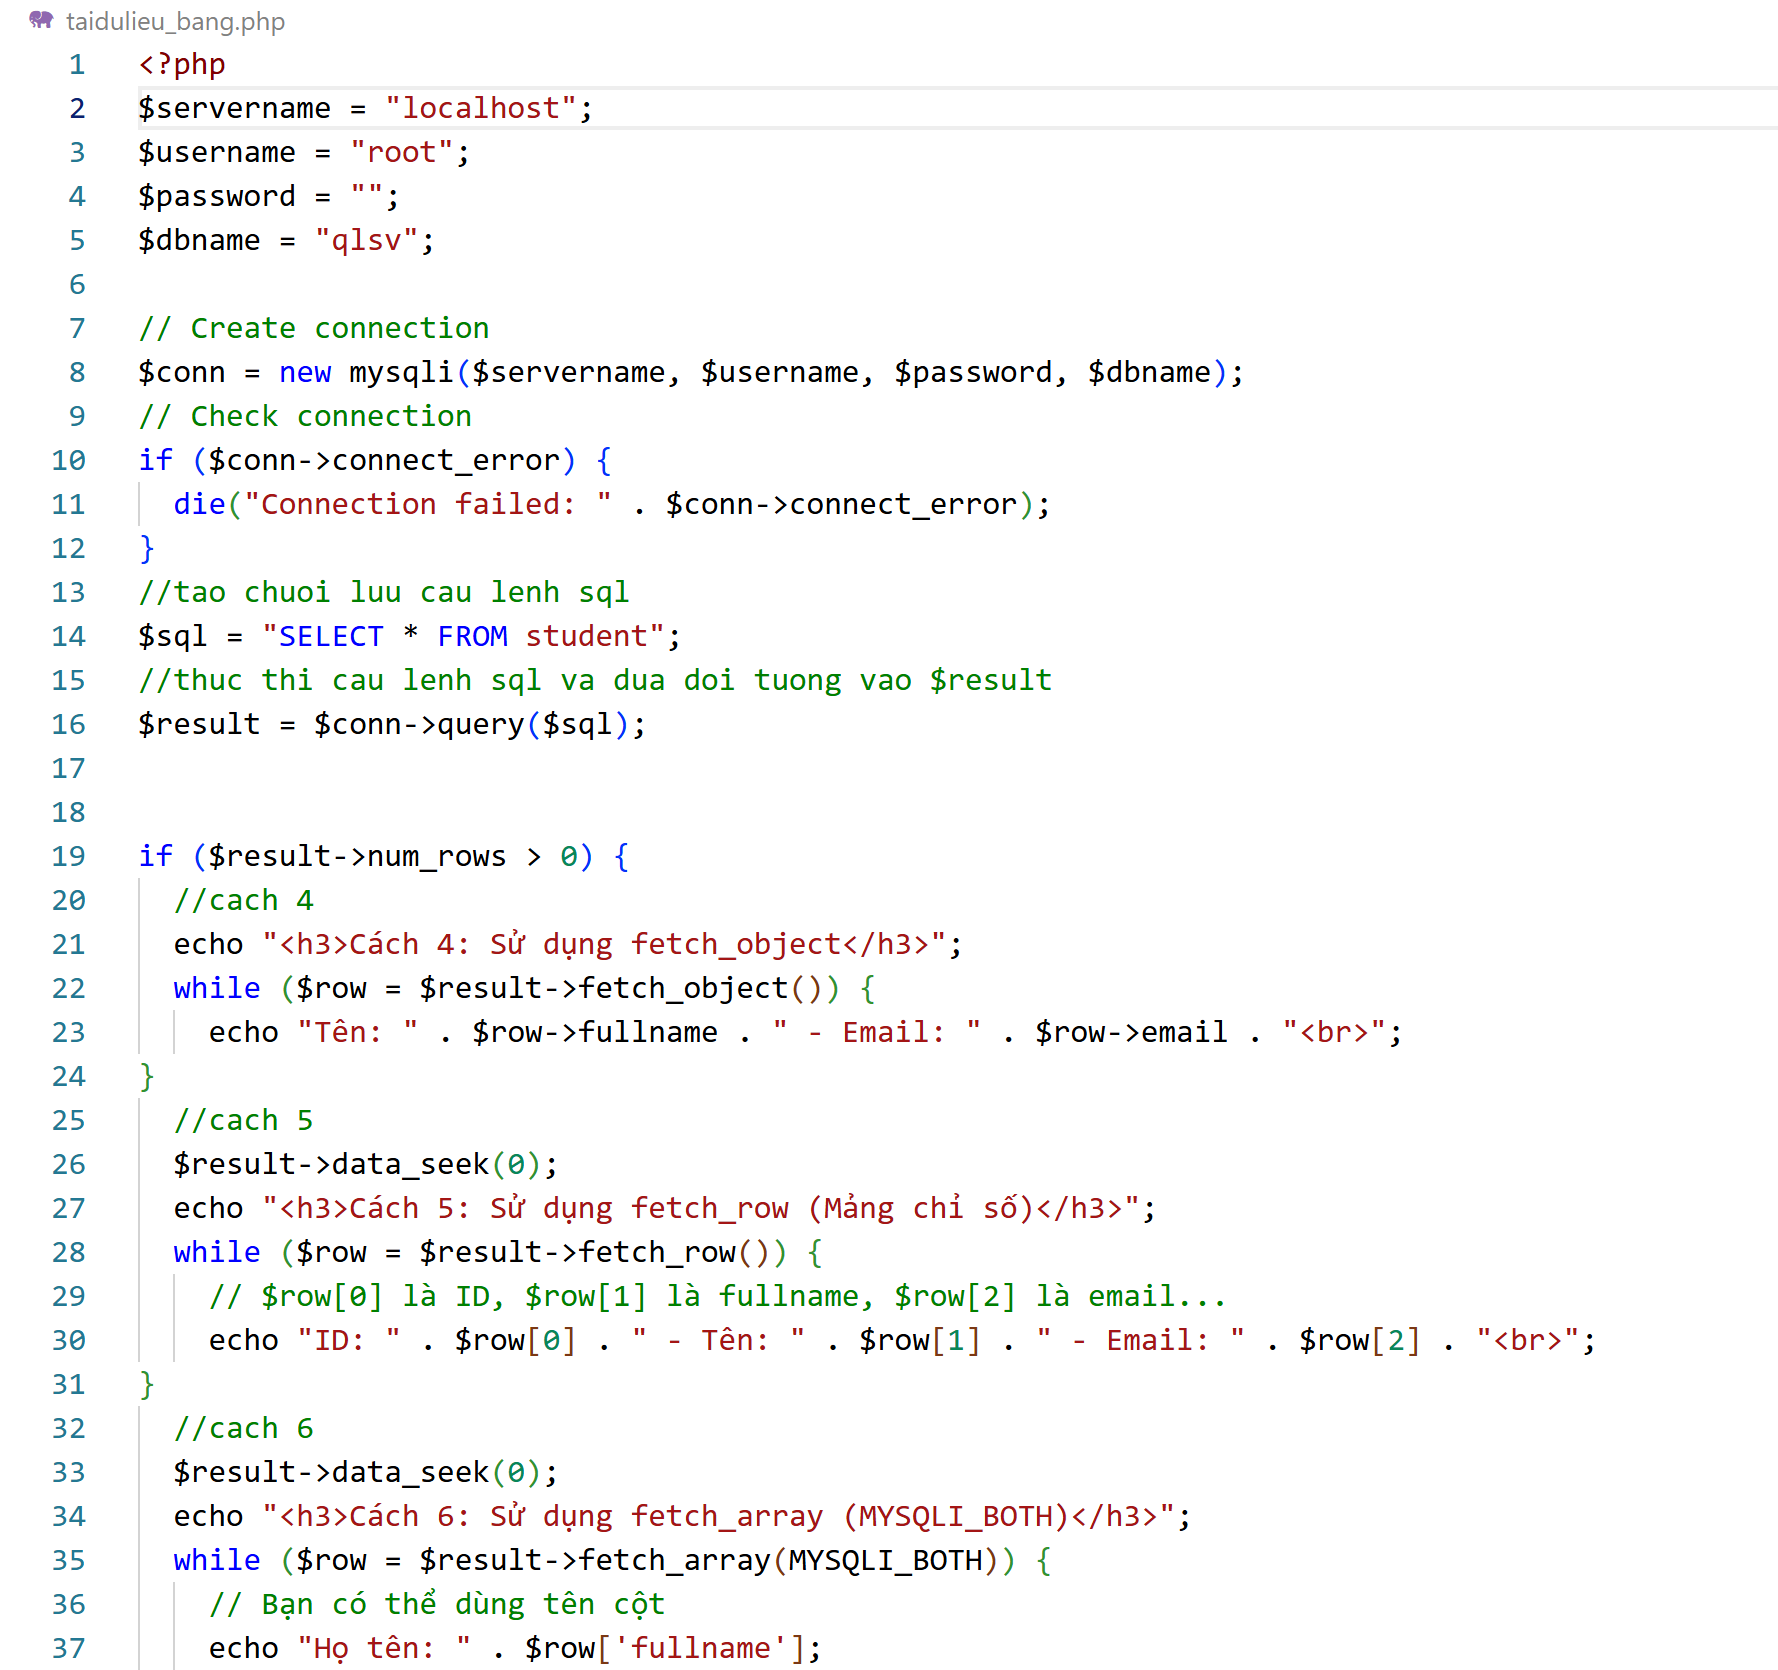 taidulieu_bang.php
1 <?php
2 $servername = "localhost";
3 $username = "root";
4 $password = "";
5 $dbname = "qlsv";
6
7 // Create connection
8 $conn = new mysqli($servername, $username, $password, $dbname);
9 // Check connection
10 if ($conn->connect_error) {
11   die("Connection failed: " . $conn->connect_error);
12 }
13 //tao chuoi luu cau lenh sql
14 $sql = "SELECT * FROM student";
15 //thuc thi cau lenh sql va dua doi tuong vao $result
16 $result = $conn->query($sql);
17
18
19 if ($result->num_rows > 0) {
20   //cach 4
21   echo "<h3>Cách 4: Sử dụng fetch_object</h3>";
22   while ($row = $result->fetch_object()) {
23     echo "Tên: " . $row->fullname . " - Email: " . $row->email . "<br>";
24 }
25   //cach 5
26   $result->data_seek(0);
27   echo "<h3>Cách 5: Sử dụng fetch_row (Mảng chỉ số)</h3>";
28   while ($row = $result->fetch_row()) {
29     // $row[0] là ID, $row[1] là fullname, $row[2] là email...
30     echo "ID: " . $row[0] . " - Tên: " . $row[1] . " - Email: " . $row[2] . "<br>";
31 }
32   //cach 6
33   $result->data_seek(0);
34   echo "<h3>Cách 6: Sử dụng fetch_array (MYSQLI_BOTH)</h3>";
35   while ($row = $result->fetch_array(MYSQLI_BOTH)) {
36     // Bạn có thể dùng tên cột
37     echo "Họ tên: " . $row['fullname'];